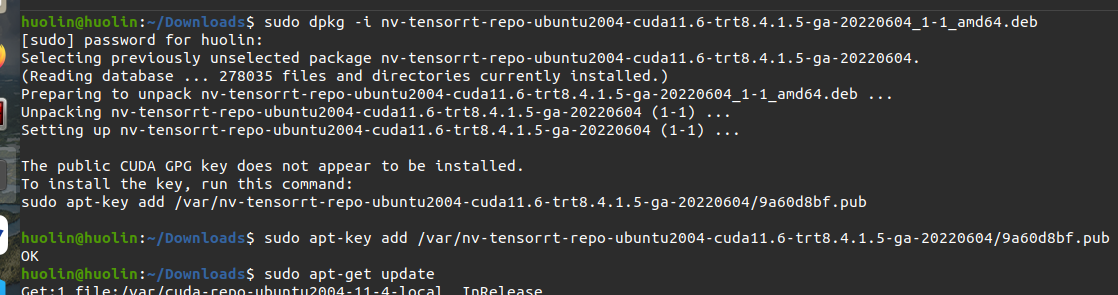 huolin@huolin:~/Downloads$ sudo dpkg -i nv-tensorrt-repo-ubuntu2004-cuda11.6-trt8.4.1.5-ga-20220604_1-1_amd64.deb
[sudo] password for huolin:
Selecting previously unselected package nv-tensorrt-repo-ubuntu2004-cuda11.6-trt8.4.1.5-ga-20220604.
(Reading database ... 278035 files and directories currently installed.)
Preparing to unpack nv-tensorrt-repo-ubuntu2004-cuda11.6-trt8.4.1.5-ga-20220604_1-1_amd64.deb ...
Unpacking nv-tensorrt-repo-ubuntu2004-cuda11.6-trt8.4.1.5-ga-20220604 (1-1) ...
Setting up nv-tensorrt-repo-ubuntu2004-cuda11.6-trt8.4.1.5-ga-20220604 (1-1) ...
The public CUDA GPG key does not appear to be installed.
To install the key, run this command:
sudo apt-key add /var/nv-tensorrt-repo-ubuntu2004-cuda11.6-trt8.4.1.5-ga-20220604/9a60d8bf.pub
huolin@huolin:~/Downloads$ sudo apt-key add /var/nv-tensorrt-repo-ubuntu2004-cuda11.6-trt8.4.1.5-ga-20220604/9a60d8bf.pub
OK
huolin@huolin:~/Downloads$ sudo apt-get update
Get:1 file:/var/cuda-repo-ubuntu2004-11-4-local  InRelease